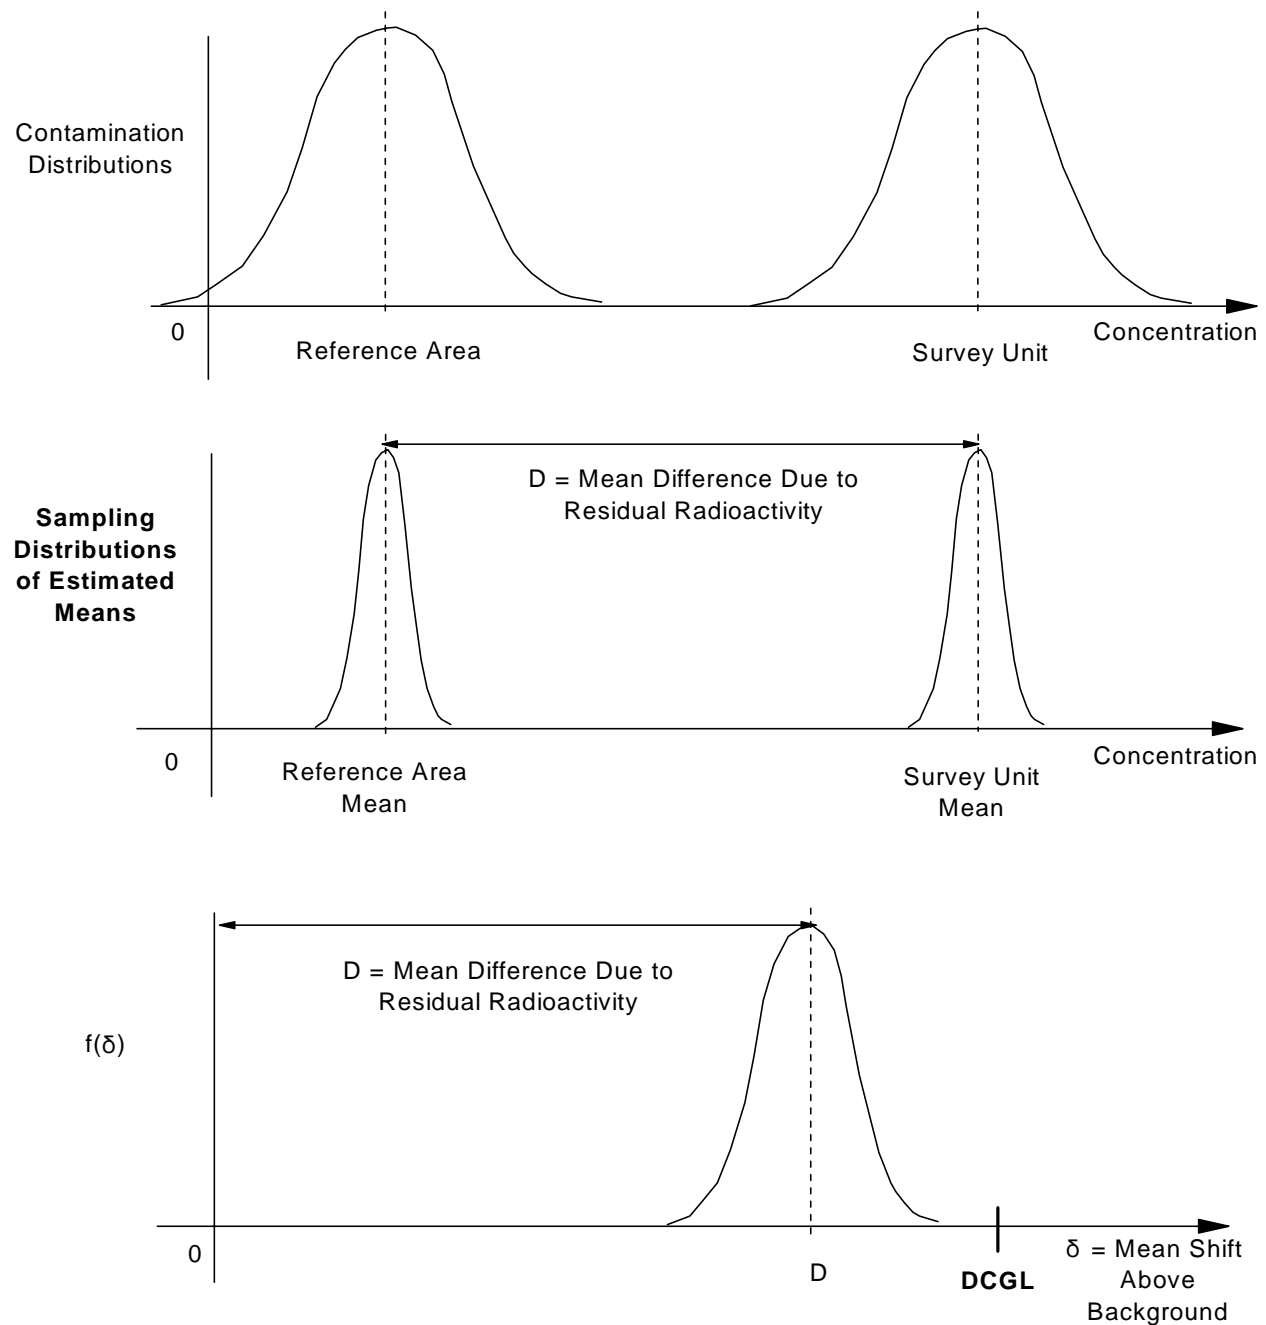 Contamination
Distributions
0
Reference Area
Survey Unit
Concentration
Sampling
Distributions
of Estimated
Means
D = Mean Difference Due to
Residual Radioactivity
0
Reference Area
Mean
Survey Unit
Mean
Concentration
D = Mean Difference Due to
Residual Radioactivity
f(δ)
0
D
DCGL
δ = Mean Shift
Above
Background